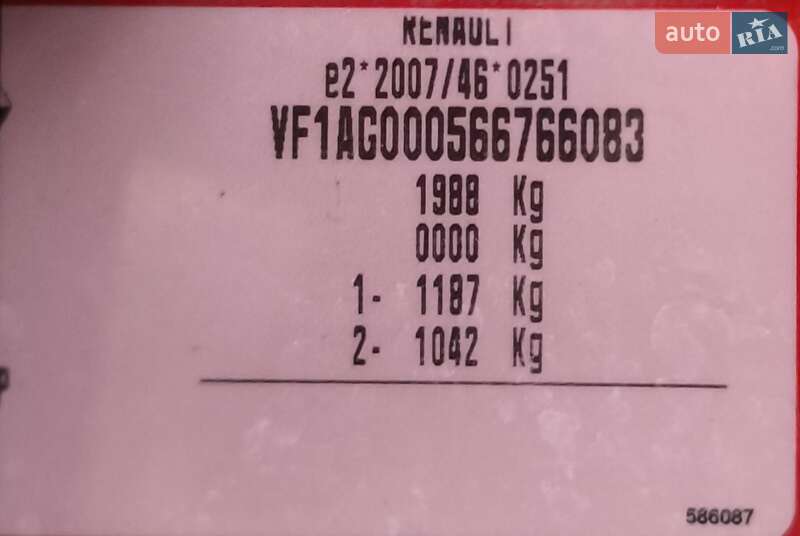 auto RIA .com
RENAULT
e2*2007/46*0251
VF1AG000566766083
1988 Kg
0000 Kg
1- 1187 Kg
2- 1042 Kg
586087